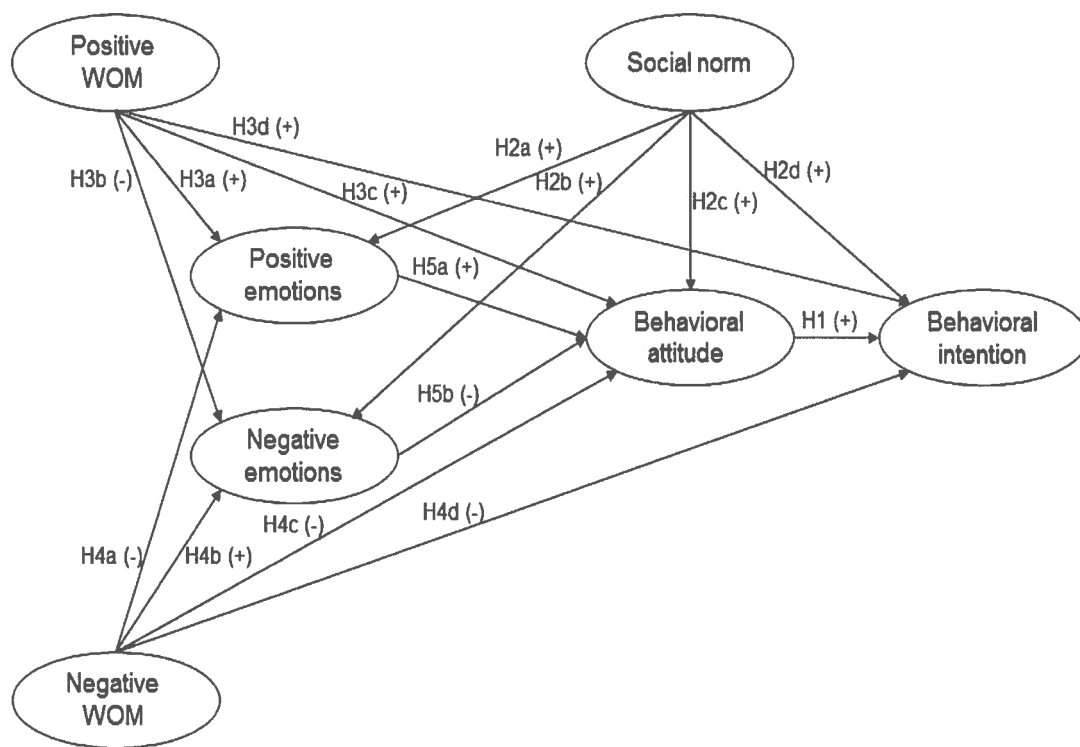 Positive
WOM
Social norm
H3d (+)
H2a (+)
H3b (-)
H3a (+)
H3c (+)
H2b (+)
H2d (+)
H2c (+)
Positive
emotions
H5a (+)
Behavioral
attitude
H1 (+)
Behavioral
intention
H5b (-)
Negative
emotions
H4a (-)
H4b (+)
H4c (-)
H4d (-)
Negative
WOM